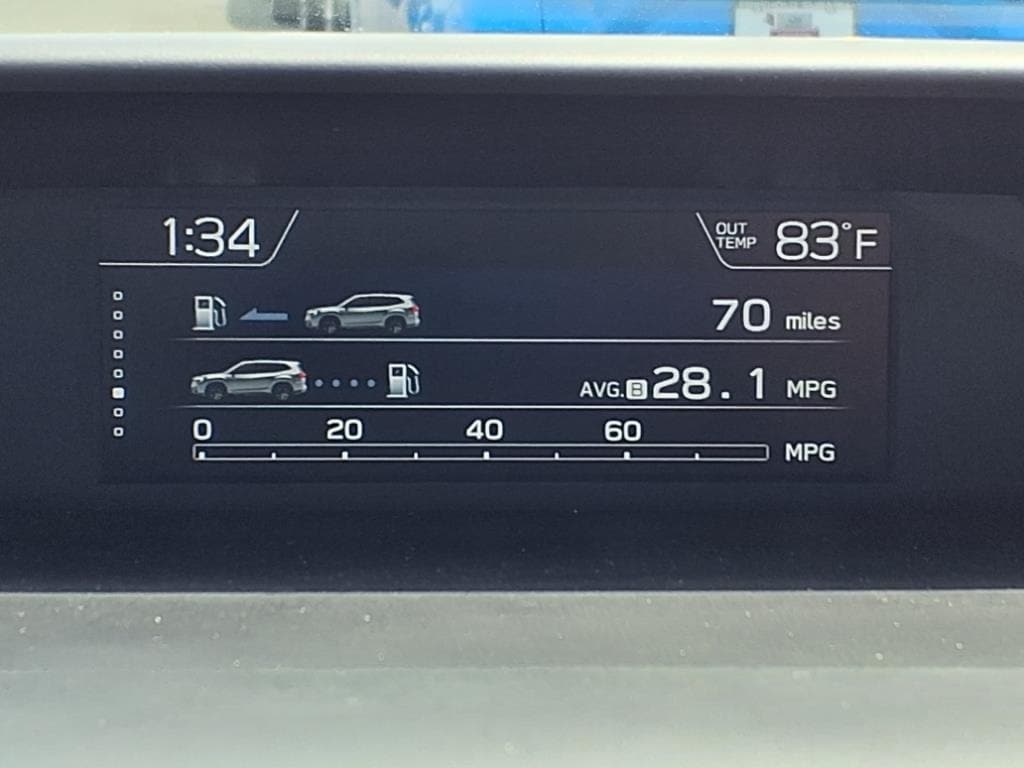 1:34
OUT TEMP 83°F
70 miles
AVG. B 28.1 MPG
0 20 40 60
MPG